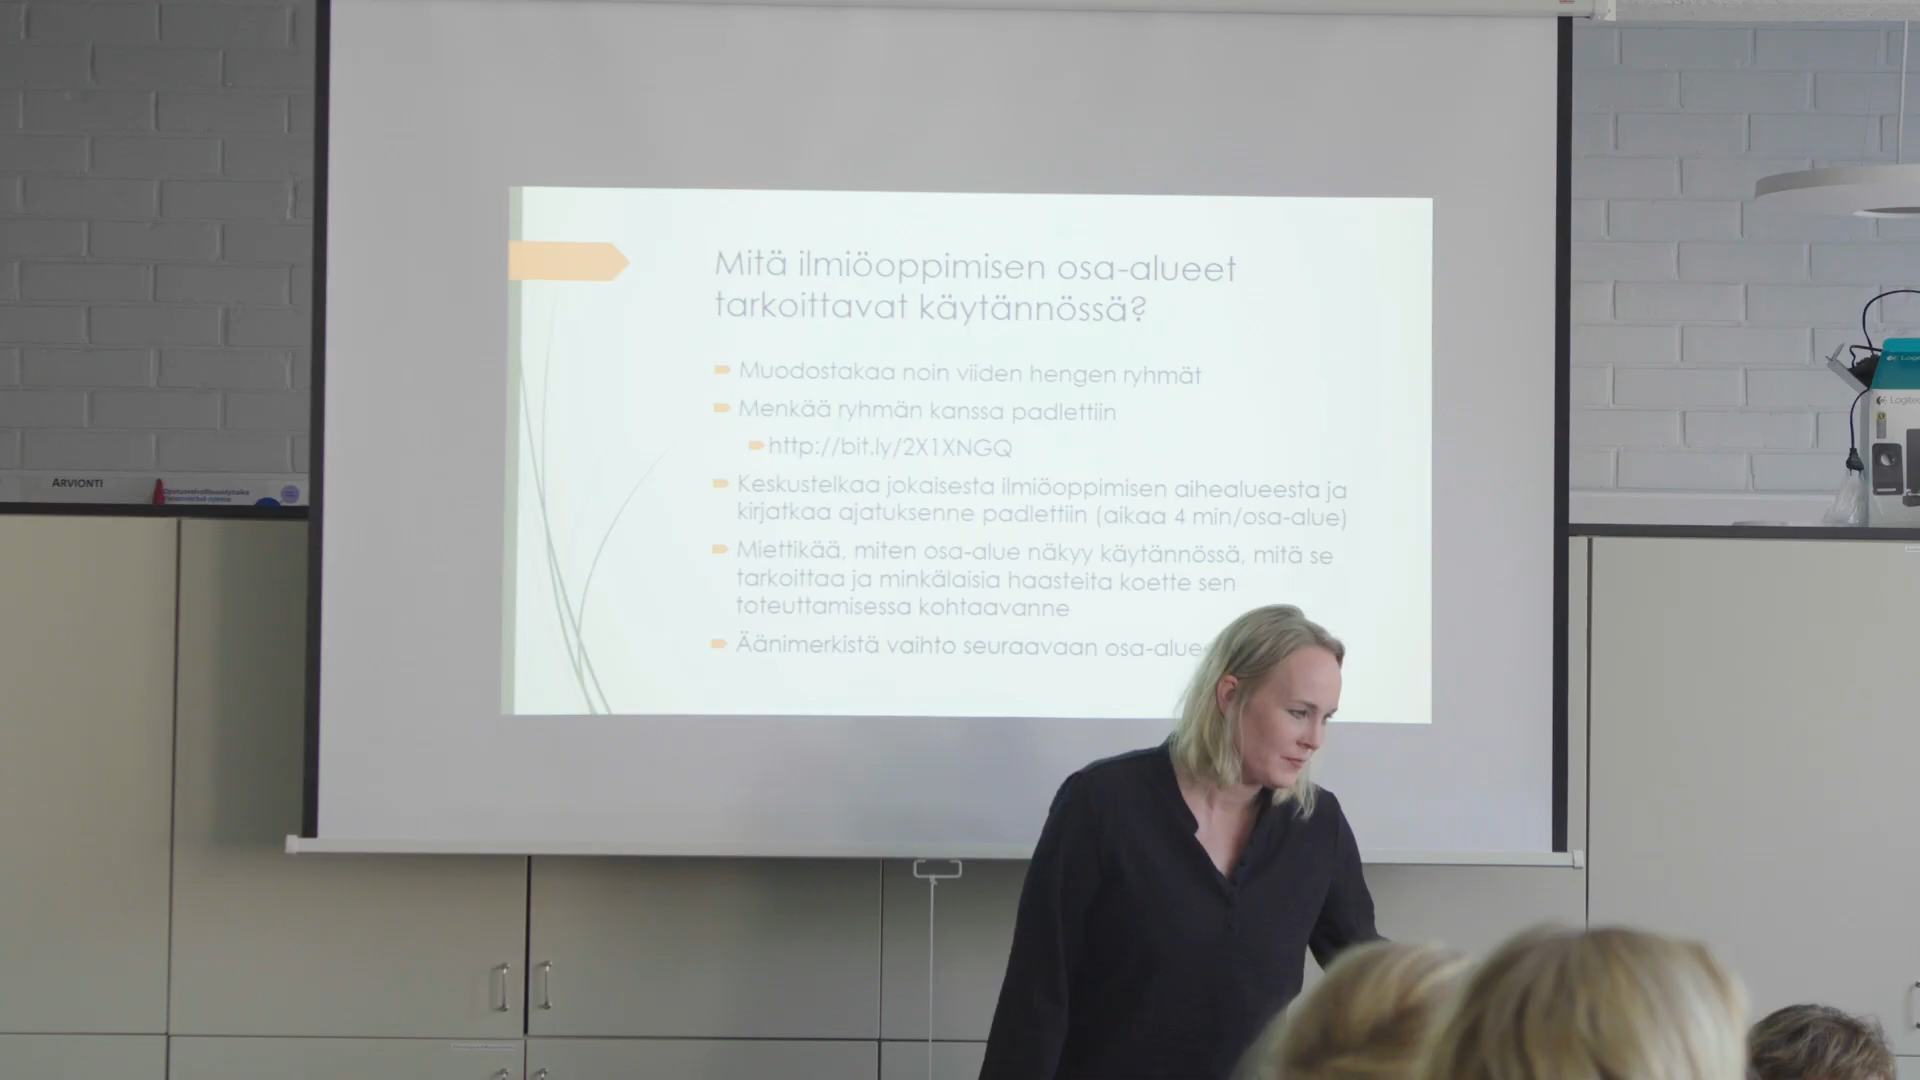 Mitä ilmiöoppimisen osa-alueet
tarkoittavat käytännössä?
Muodostakaa noin viiden hengen ryhmät
Menkää ryhmän kanssa padlettiin
http://bit.ly/2X1XNGQ
Keskustelkaa jokaisesta ilmiöoppimisen aihealueesta ja
kirjatkaa ajatuksenne padlettiin (aikaa 4 min/osa-alue)
Miettikää, miten osa-alue näkyy käytännössä, mitä se
tarkoittaa ja minkälaisia haasteita koette sen
toteuttamisessa kohtaavanne
Äänimerkistä vaihto seuraavaan osa-alue
ARVIONTI